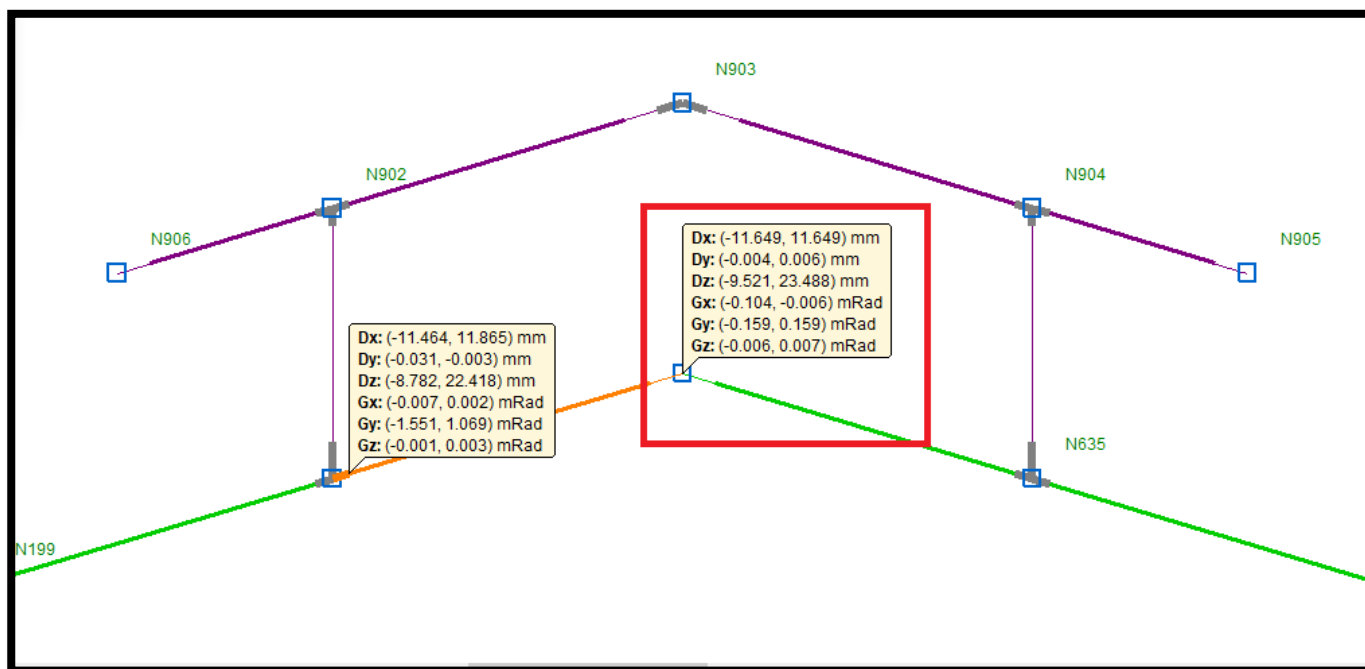 N903
N902
N904
N906
N905
Dx: (-11.649, 11.649) mm
Dy: (-0.004, 0.006) mm
Dz: (-9.521, 23.488) mm
Gx: (-0.104, -0.006) mRad
Gy: (-0.159, 0.159) mRad
Gz: (-0.006, 0.007) mRad
Dx: (-11.464, 11.865) mm
Dy: (-0.031, -0.003) mm
Dz: (-8.782, 22.418) mm
Gx: (-0.007, 0.002) mRad
Gy: (-1.551, 1.069) mRad
Gz: (-0.001, 0.003) mRad
N635
N199